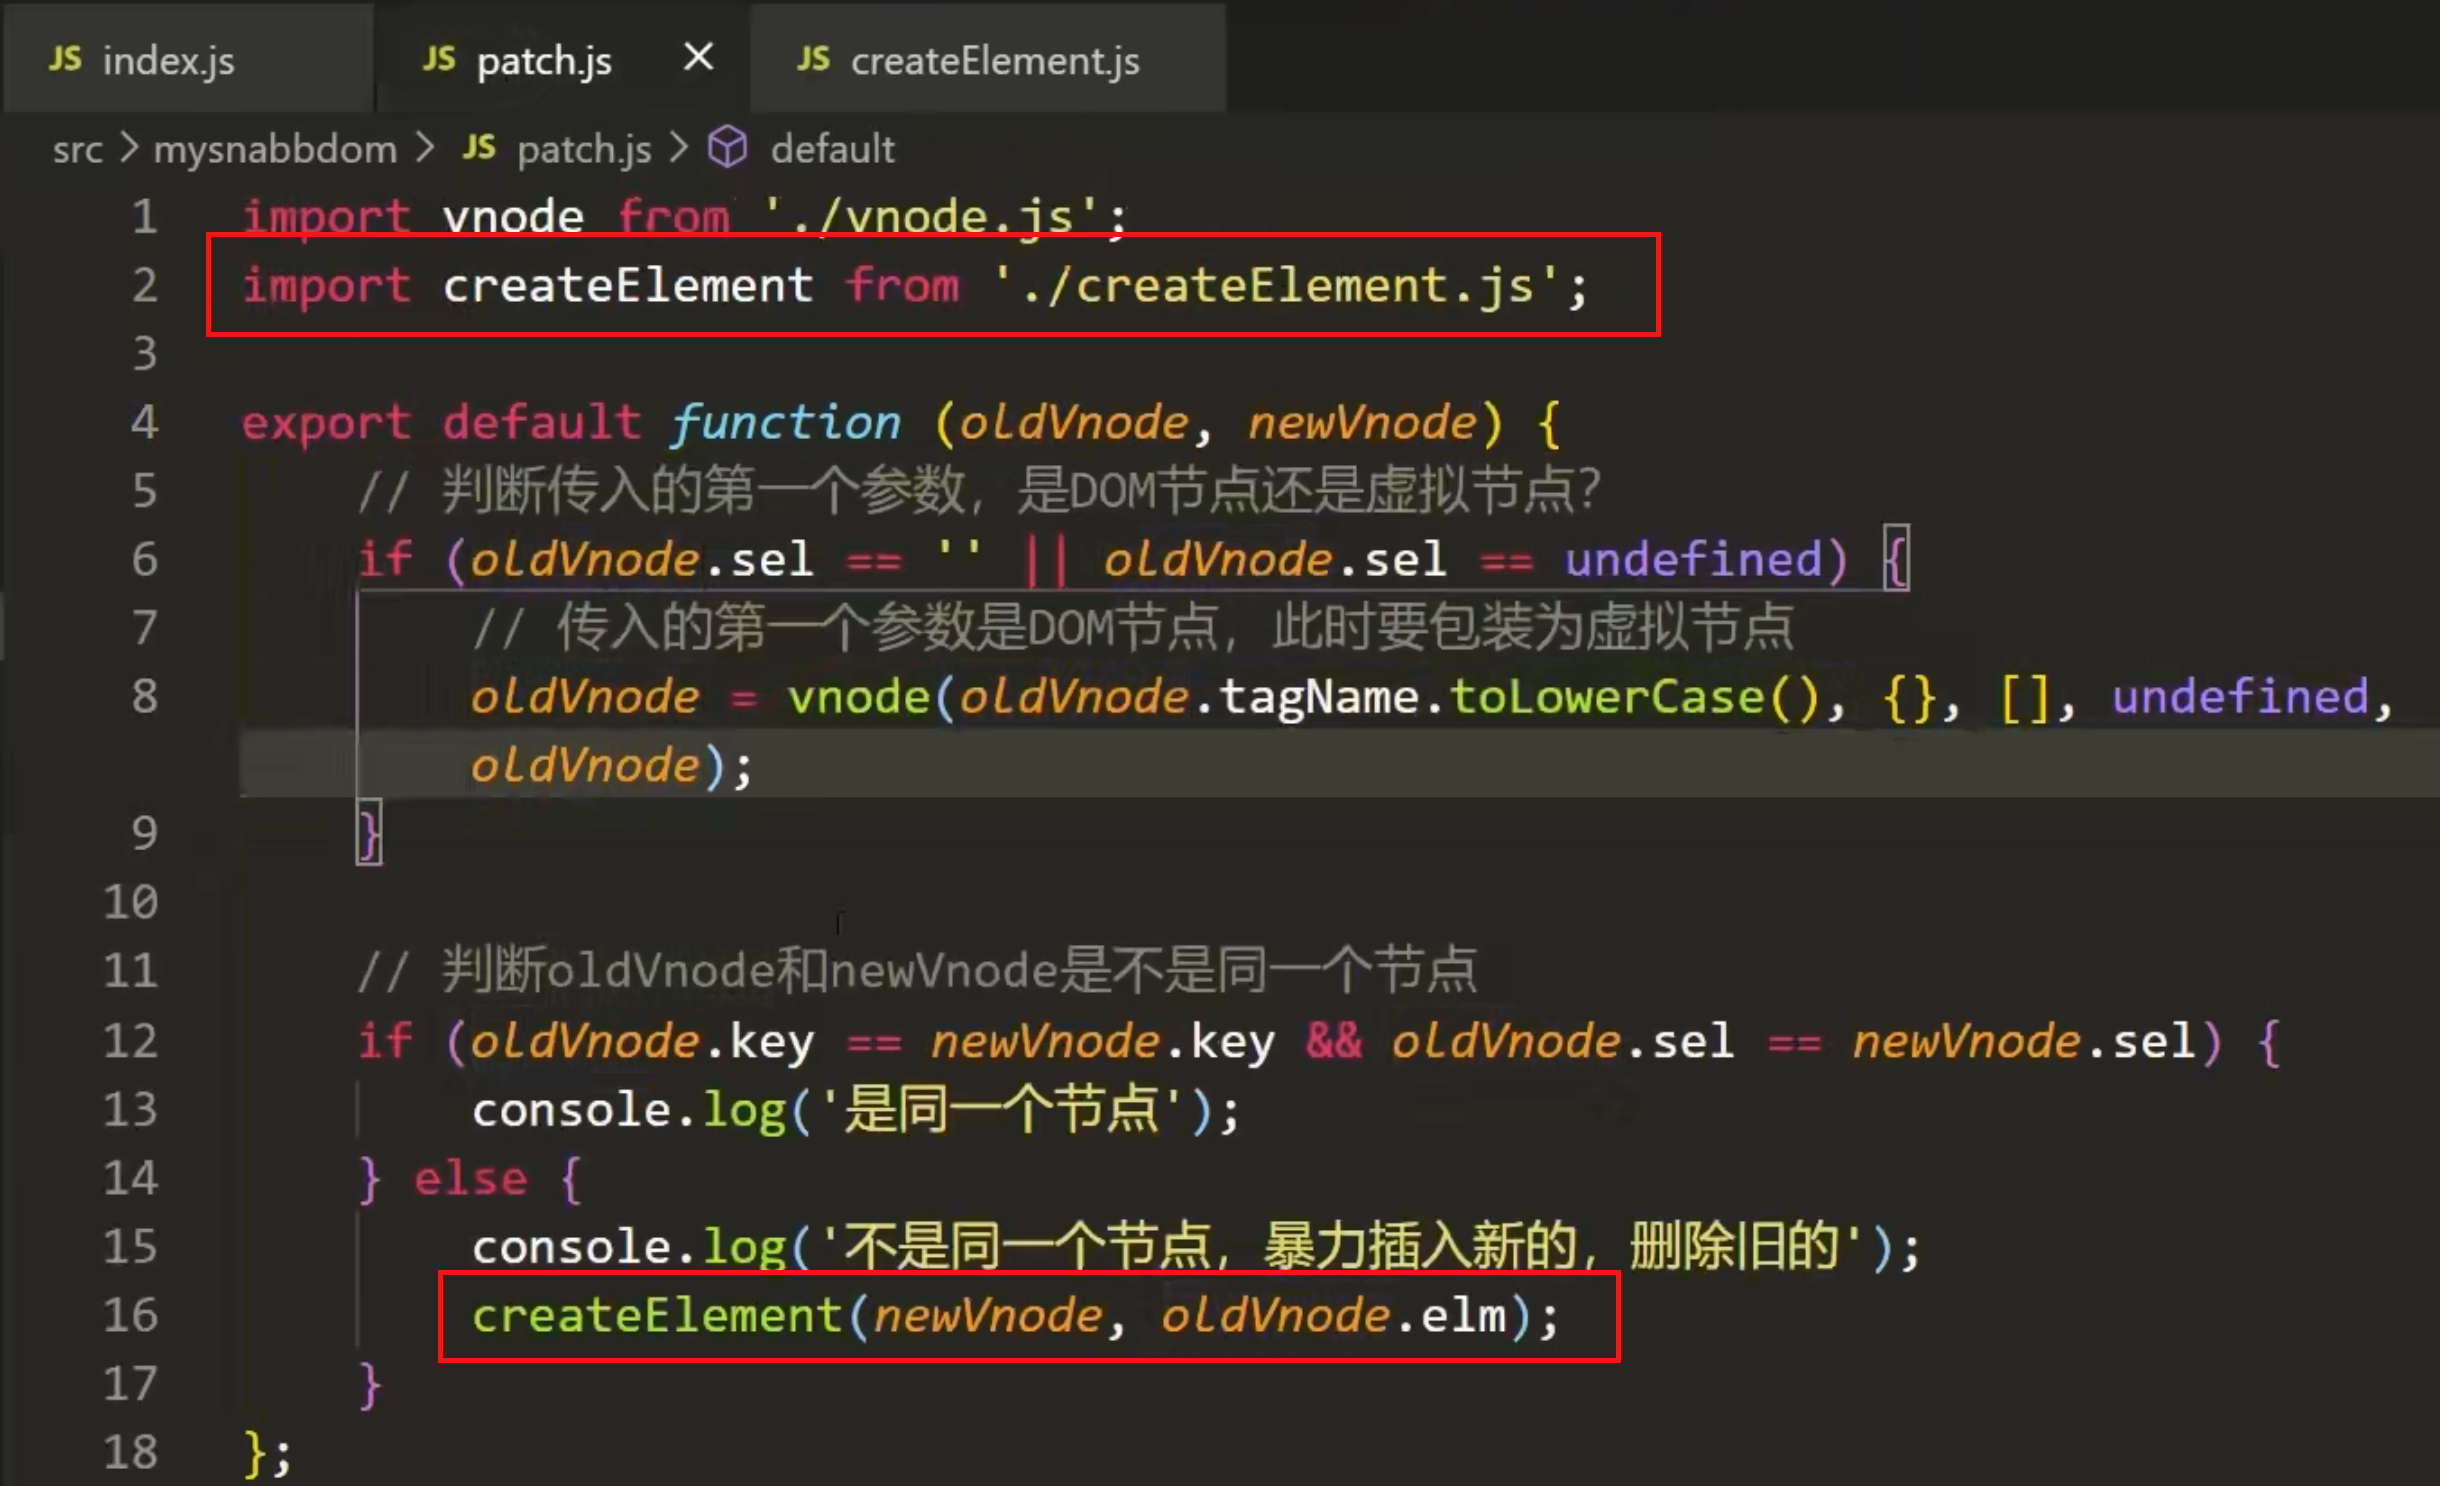 JS index.js
JS patch.js ×
JS createElement.js
src > mysnabbdom > JS patch.js > default
1 import vnode from './vnode.js';
2 import createElement from './createElement.js';
3
4 export default function (oldVnode, newVnode) {
5 // 判断传入的第一个参数，是DOM节点还是虚拟节点?
6 if (oldVnode.sel == '' || oldVnode.sel == undefined) {
7 // 传入的第一个参数是DOM节点，此时要包装为虚拟节点
8 oldVnode = vnode(oldVnode.tagName.toLowerCase(), {}, [], undefined,
oldVnode);
9 }
10
11 // 判断oldVnode和newVnode是不是同一个节点
12 if (oldVnode.key == newVnode.key && oldVnode.sel == newVnode.sel) {
13 console.log('是同一个节点');
14 } else {
15 console.log('不是同一个节点，暴力插入新的，删除旧的');
16 createElement(newVnode, oldVnode.elm);
17 }
18 };